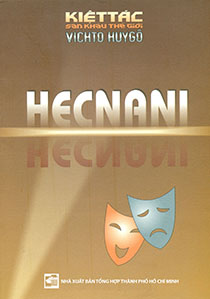 KIỆT TÁC
SÂN KHẤU THẾ GIỚI
VICHTO HUYGÔ
HECNANI
HECNANI
NHÀ XUẤT BẢN TỔNG HỢP THÀNH PHỐ HỒ CHÍ MINH